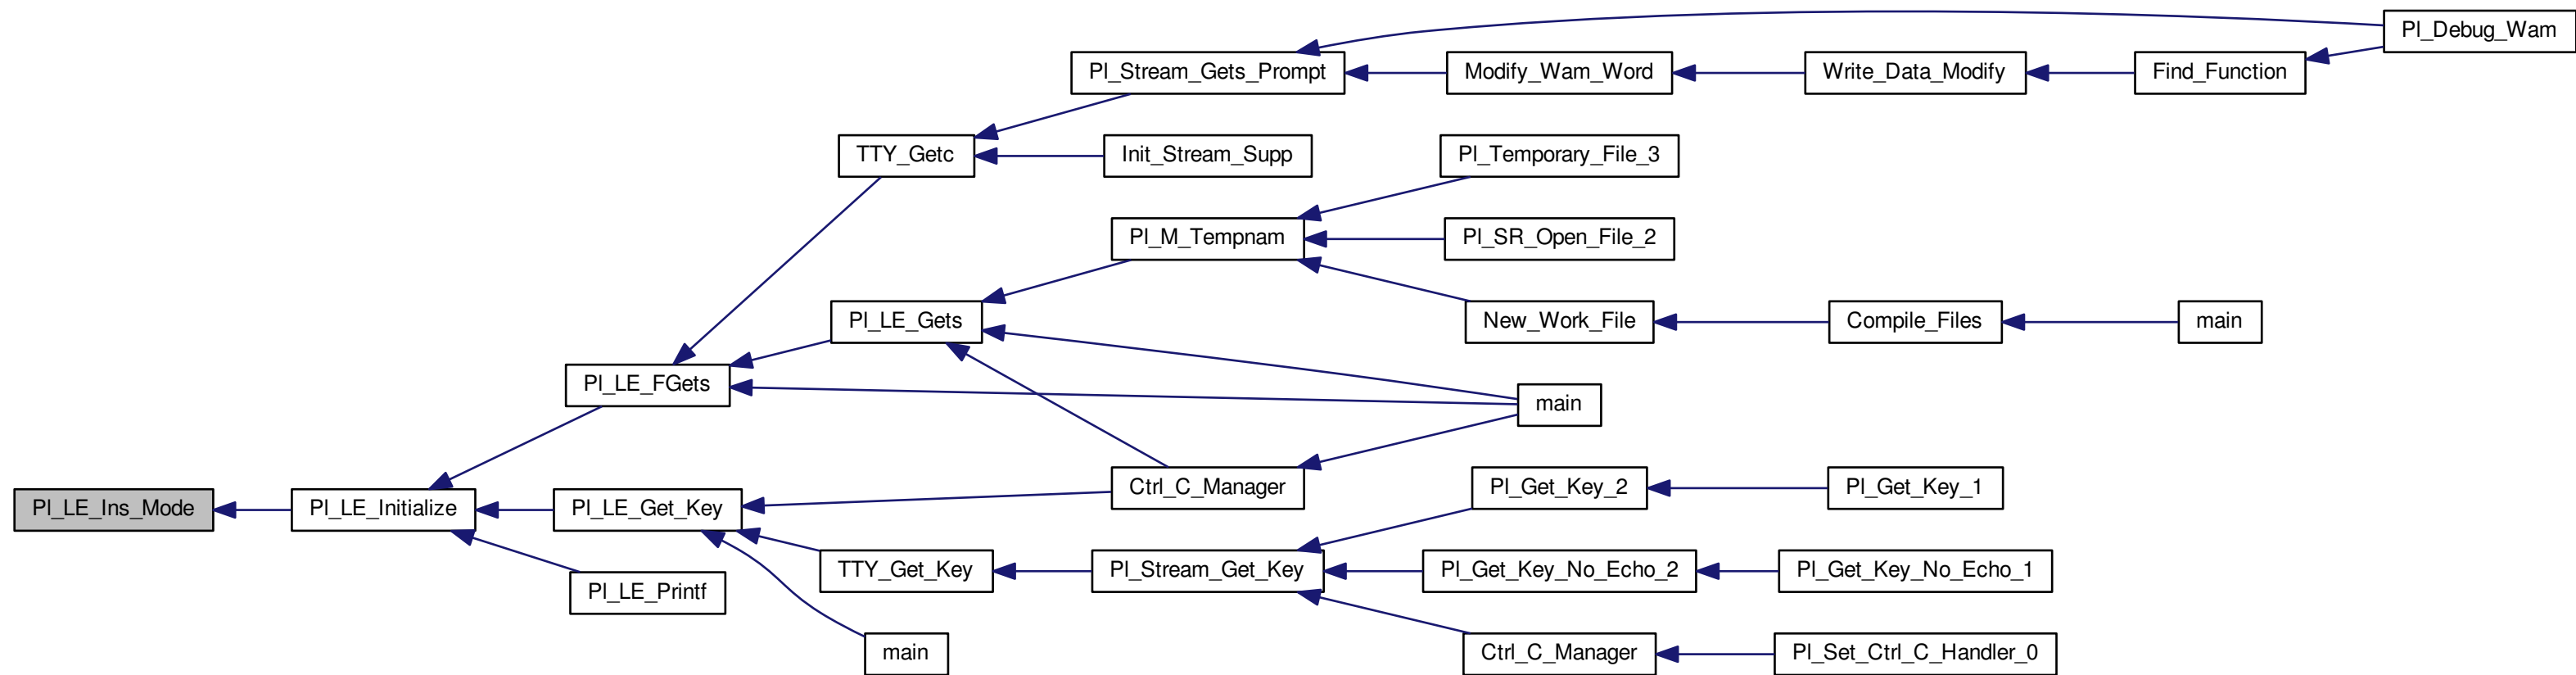 Pl_Debug_Wam
Pl_Stream_Gets_Prompt
Modify_Wam_Word
Write_Data_Modify
Find_Function
TTY_Getc
Init_Stream_Supp
Pl_Temporary_File_3
Pl_M_Tempnam
Pl_SR_Open_File_2
Pl_LE_Gets
New_Work_File
Compile_Files
main
Pl_LE_FGets
main
Pl_LE_Ins_Mode
Pl_LE_Initialize
Pl_LE_Get_Key
Ctrl_C_Manager
Pl_Get_Key_2
Pl_Get_Key_1
Pl_LE_Printf
TTY_Get_Key
Pl_Stream_Get_Key
Pl_Get_Key_No_Echo_2
Pl_Get_Key_No_Echo_1
main
Ctrl_C_Manager
Pl_Set_Ctrl_C_Handler_0